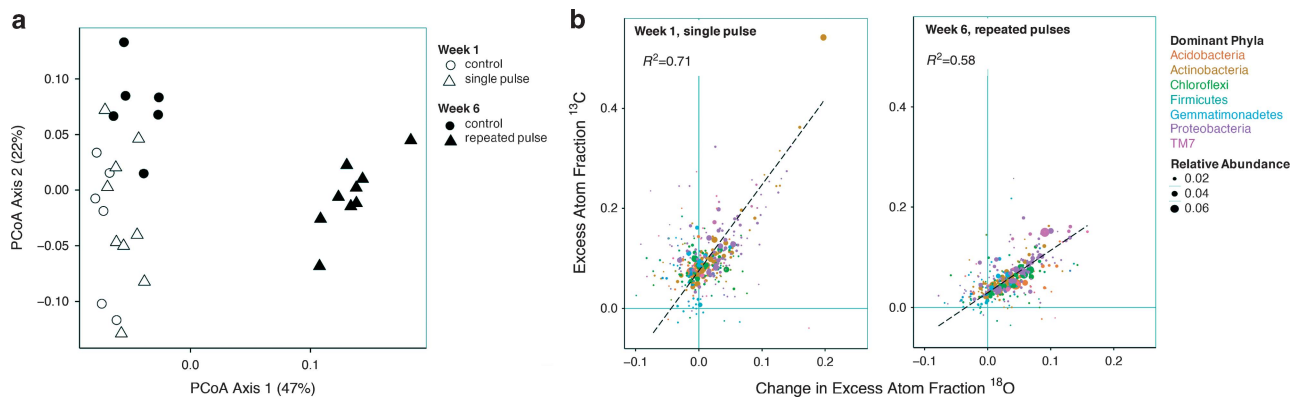 a
PCoA Axis 2 (22%)
0.10
0.05
0.00
−0.05
−0.10
0.0
0.1
PCoA Axis 1 (47%)
Week 1
control
single pulse
Week 6
control
repeated pulse
b
Week 1, single pulse
R²=0.71
Excess Atom Fraction ¹³C
0.4
0.2
0.0
−0.1
0.0
0.1
0.2
Week 6, repeated pulses
R²=0.58
0.4
0.2
0.0
−0.1
0.0
0.1
0.2
Change in Excess Atom Fraction ¹⁸O
Dominant Phyla
Acidobacteria
Actinobacteria
Chloroflexi
Firmicutes
Gemmatimonadetes
Proteobacteria
TM7
Relative Abundance
0.02
0.04
0.06